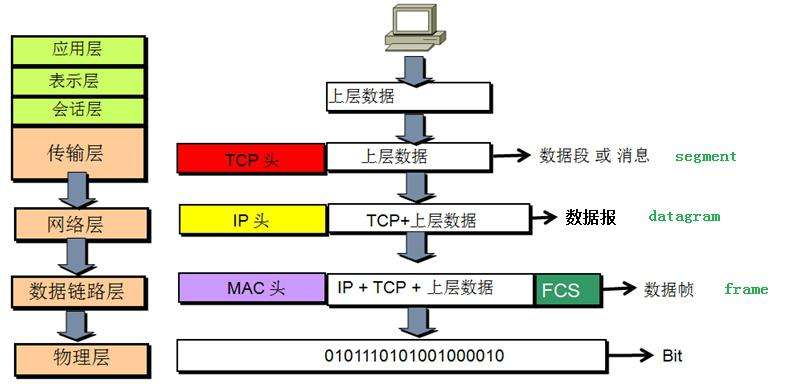 应用层
表示层
会话层
传输层
网络层
数据链路层
物理层
上层数据
TCP 头 上层数据 数据段 或 消息 segment
IP 头 TCP+上层数据 数据报 datagram
MAC 头 IP + TCP + 上层数据 FCS 数据帧 frame
0101110101001000010 Bit